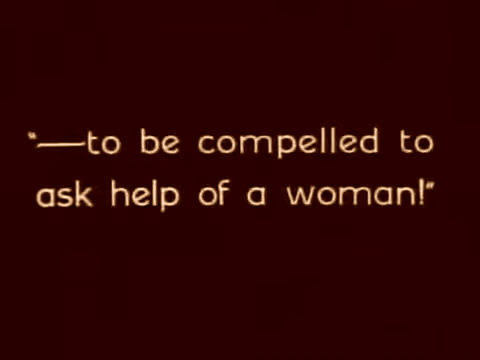 "—to be compelled to
ask help of a woman!"